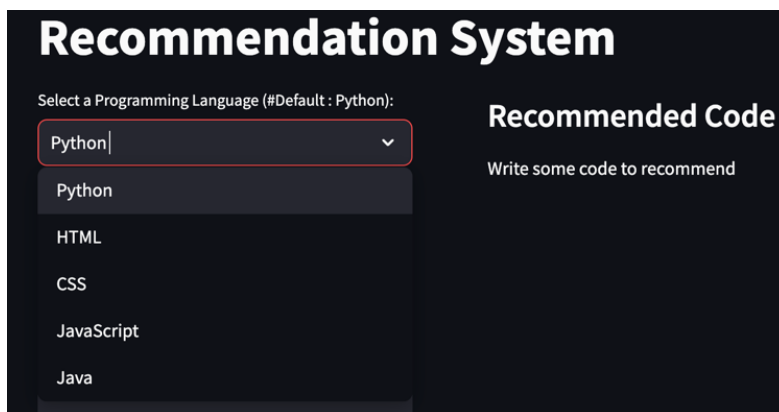 Recommendation System
Select a Programming Language (#Default : Python):
Python
Python
HTML
CSS
JavaScript
Java
Recommended Code
Write some code to recommend